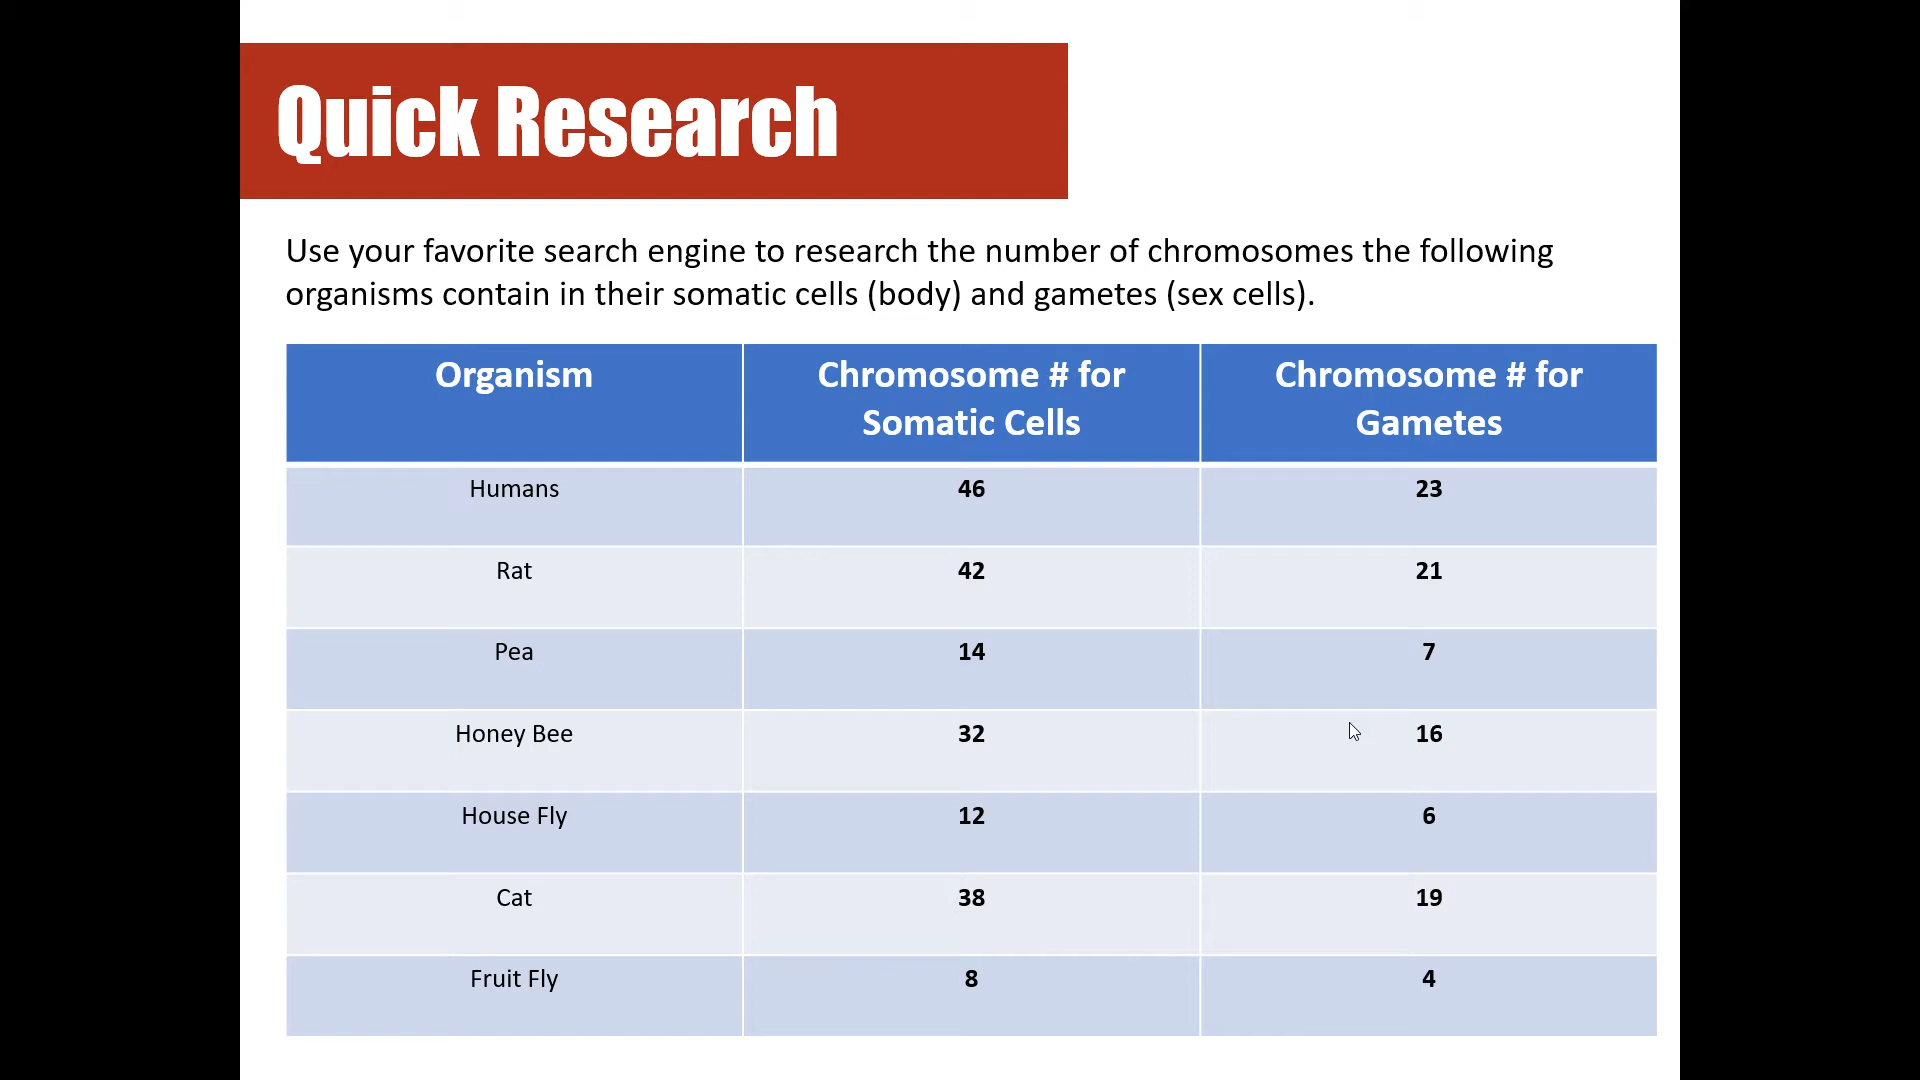 Quick Research
Use your favorite search engine to research the number of chromosomes the following
organisms contain in their somatic cells (body) and gametes (sex cells).
Organism
Chromosome # for
Somatic Cells
Chromosome # for
Gametes
Humans 46 23
Rat 42 21
Pea 14 7
Honey Bee 32 16
House Fly 12 6
Cat 38 19
Fruit Fly 8 4